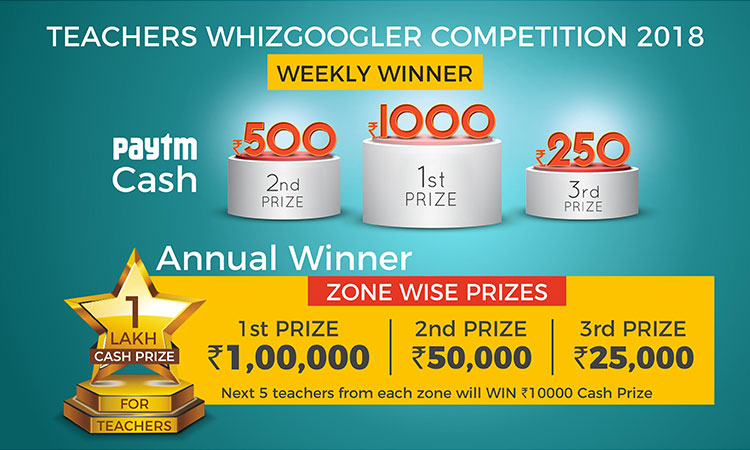 TEACHERS WHIZGOOGLER COMPETITION 2018
WEEKLY WINNER
Paytm
Cash
₹500
2nd
PRIZE
₹1000
1st
PRIZE
₹250
3rd
PRIZE
Annual Winner
1
LAKH
CASH PRIZE
FOR
TEACHERS
ZONE WISE PRIZES
1st PRIZE
₹1,00,000
2nd PRIZE
₹50,000
3rd PRIZE
₹25,000
Next 5 teachers from each zone will WIN ₹10000 Cash Prize